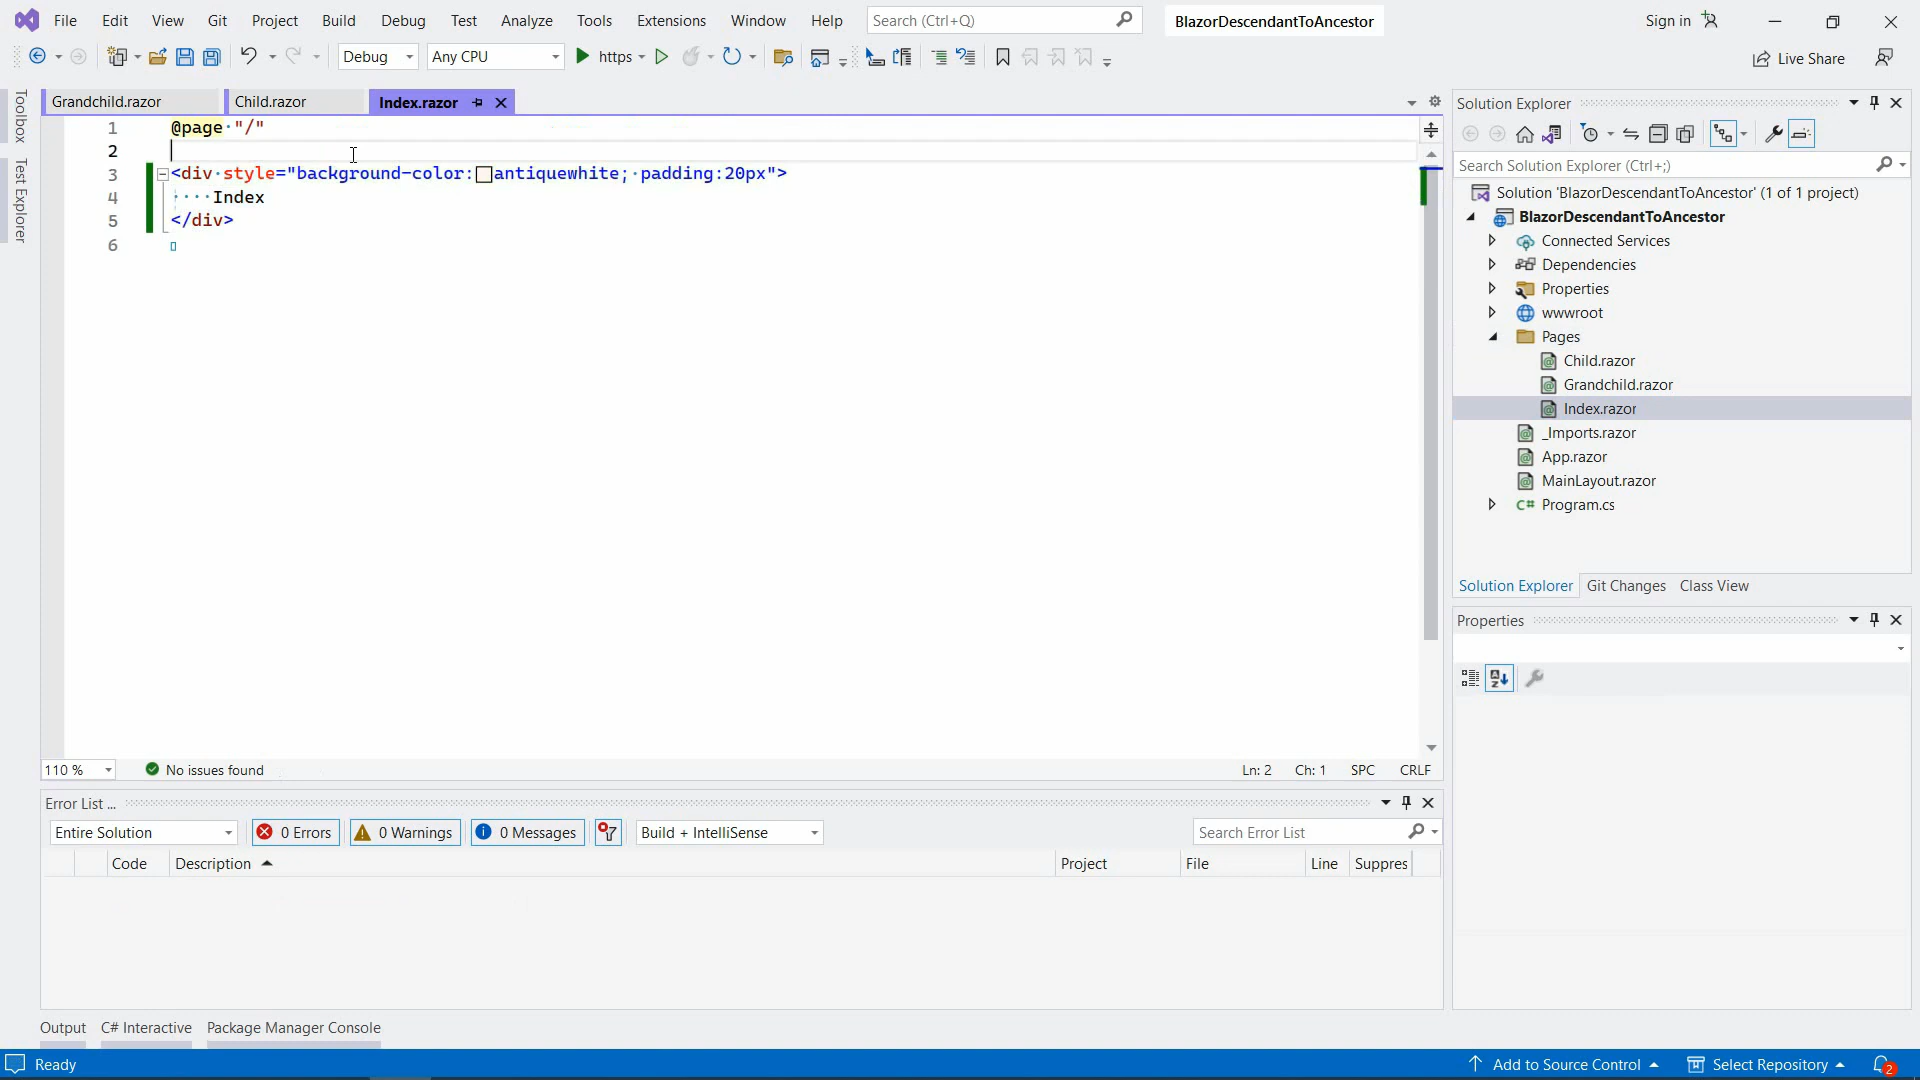 File Edit View Git Project Build Debug Test Analyze Tools Extensions Window Help Search (Ctrl+Q) BlazorDescendantToAncestor Sign in
Debug Any CPU https Live Share
Toolbox
Test Explorer
Grandchild.razor Child.razor Index.razor
1 @page "/"
2
3 <div style="background-color:antiquewhite; padding:20px">
4 Index
5 </div>
6
110 % No issues found Ln: 2 Ch: 1 SPC CRLF
Solution Explorer
Search Solution Explorer (Ctrl+;)
Solution 'BlazorDescendantToAncestor' (1 of 1 project)
BlazorDescendantToAncestor
Connected Services
Dependencies
Properties
wwwroot
Pages
Child.razor
Grandchild.razor
Index.razor
_Imports.razor
App.razor
MainLayout.razor
C# Program.cs
Solution Explorer Git Changes Class View
Properties
Error List ...
Entire Solution 0 Errors 0 Warnings 0 Messages Build + IntelliSense Search Error List
Code Description Project File Line Suppres
Output C# Interactive Package Manager Console
Ready Add to Source Control Select Repository 2